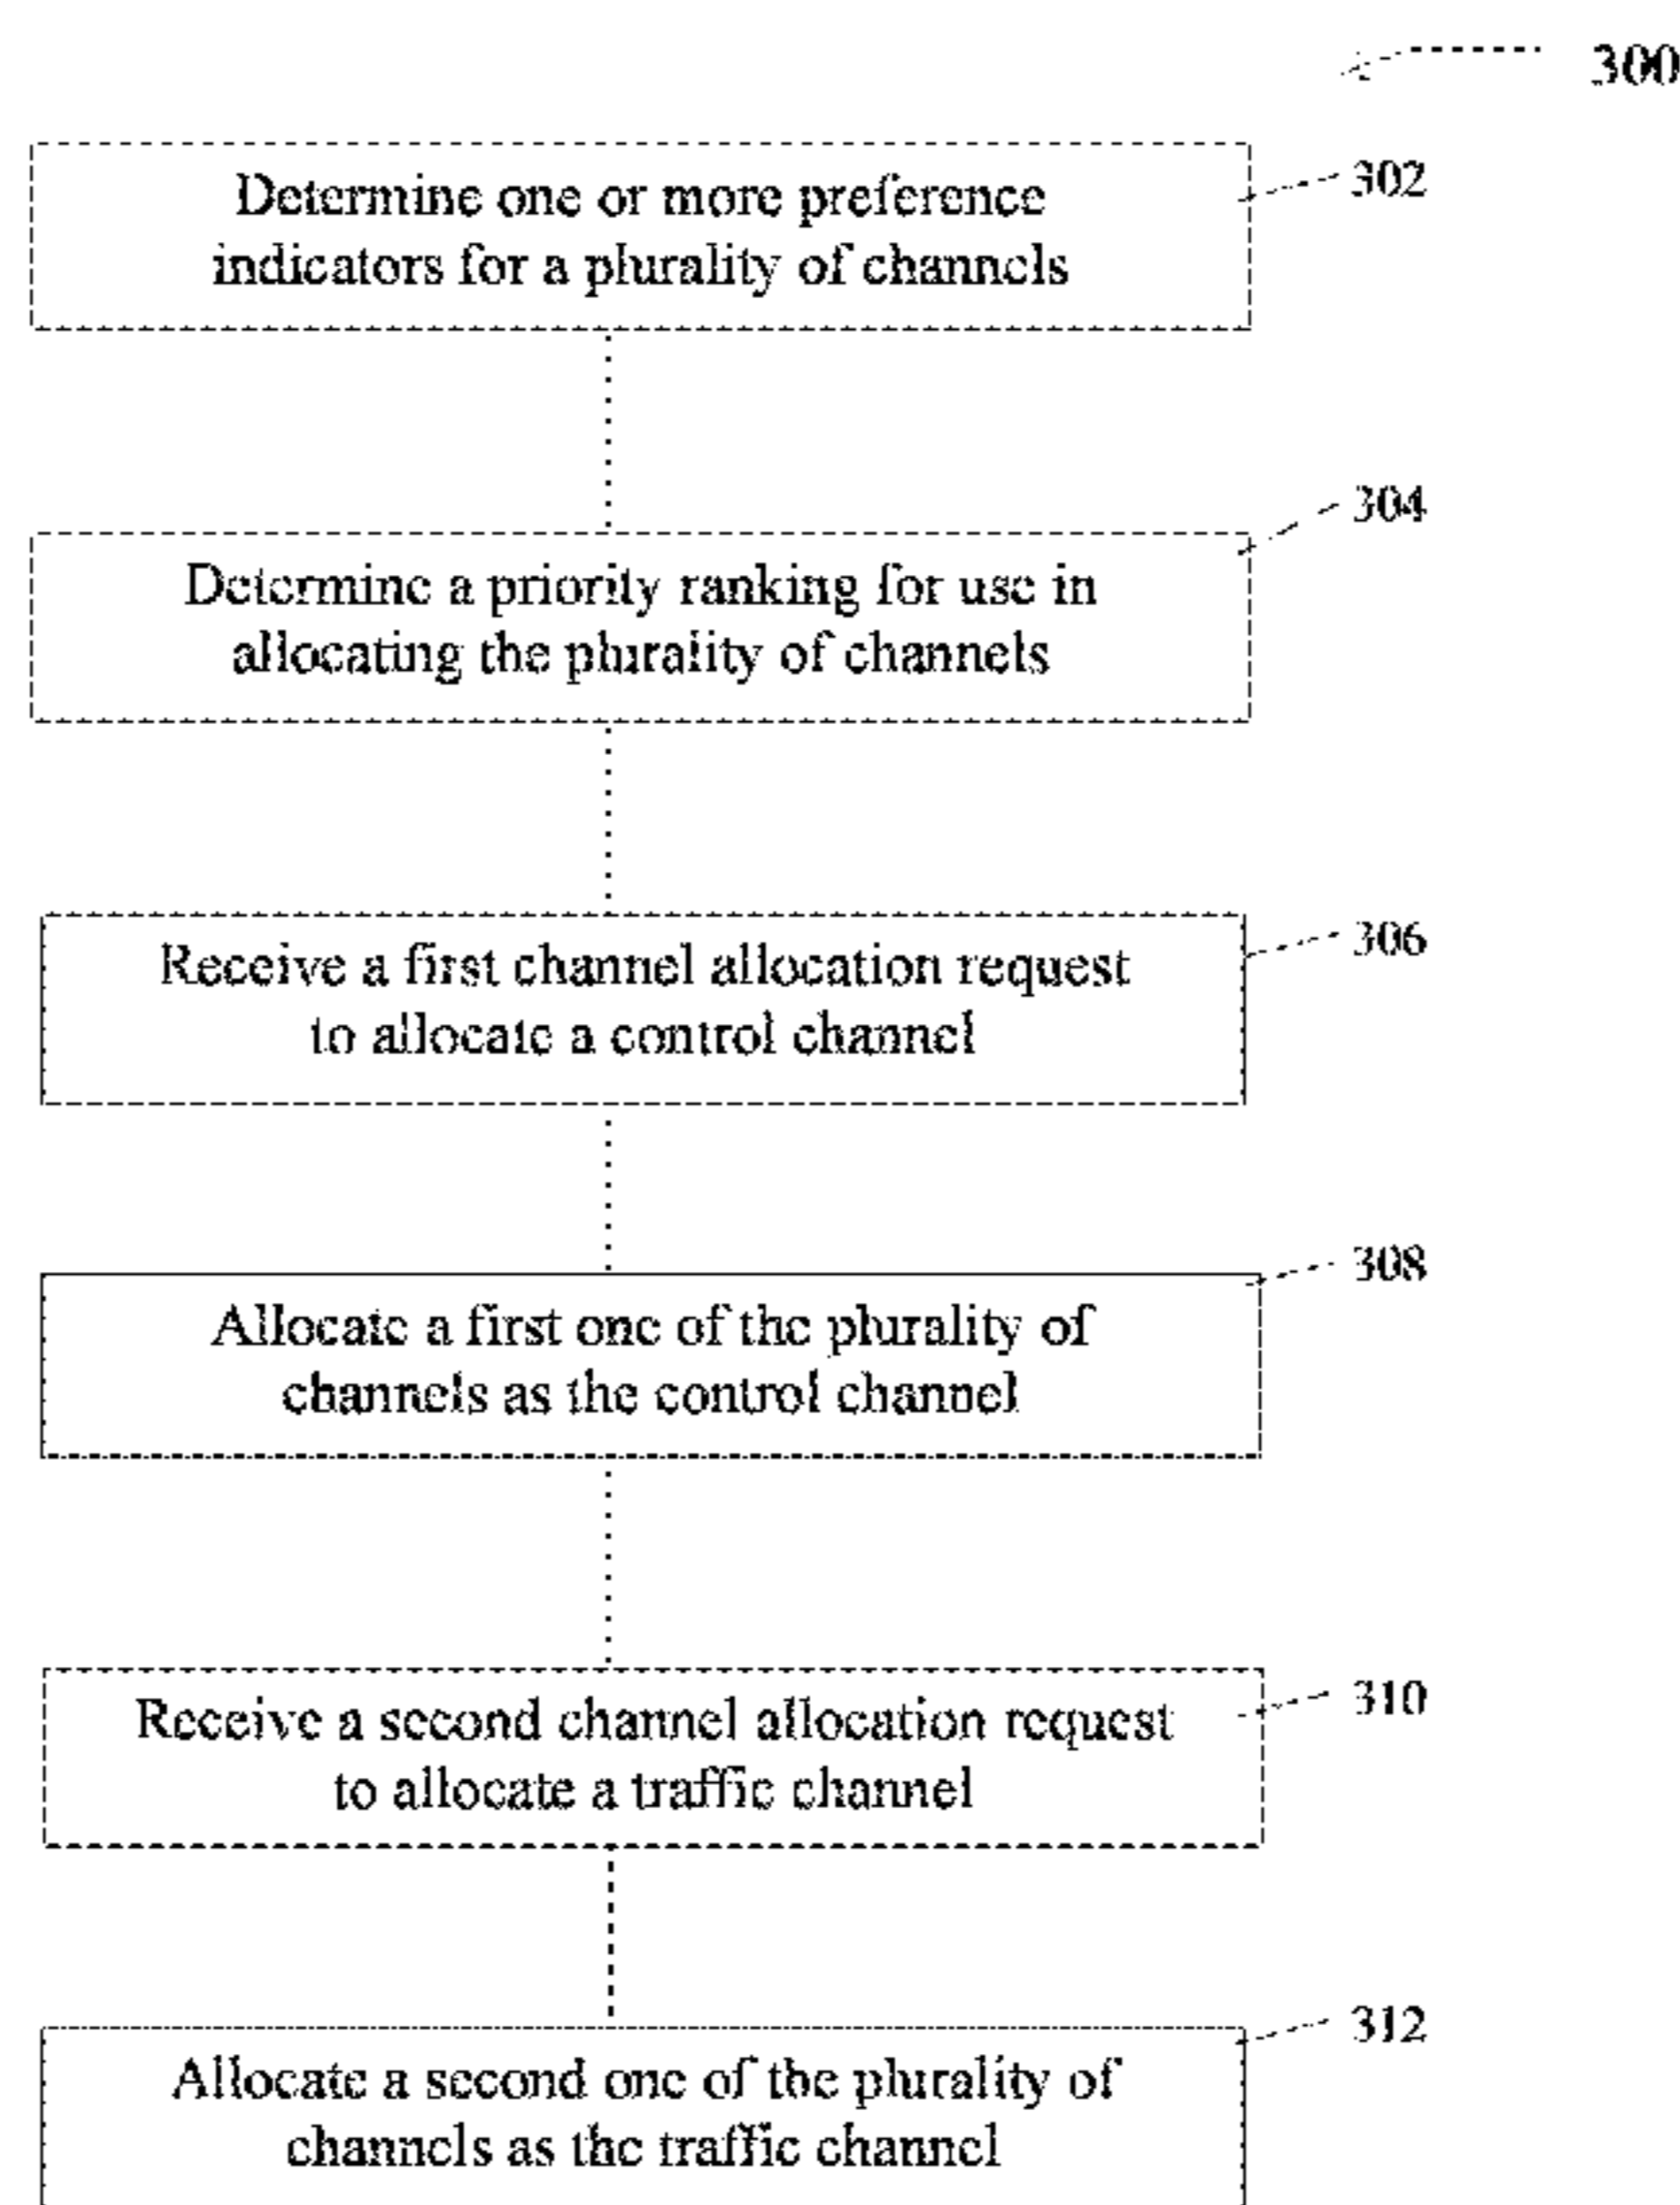 300
302
Determine one or more preference
indicators for a plurality of channels
304
Determine a priority ranking for use in
allocating the plurality of channels
306
Receive a first channel allocation request
to allocate a control channel
308
Allocate a first one of the plurality of
channels as the control channel
310
Receive a second channel allocation request
to allocate a traffic channel
312
Allocate a second one of the plurality of
channels as the traffic channel